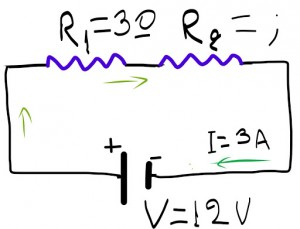 R₁=3Ω R₂=;
+ -
I=3A
V=12V